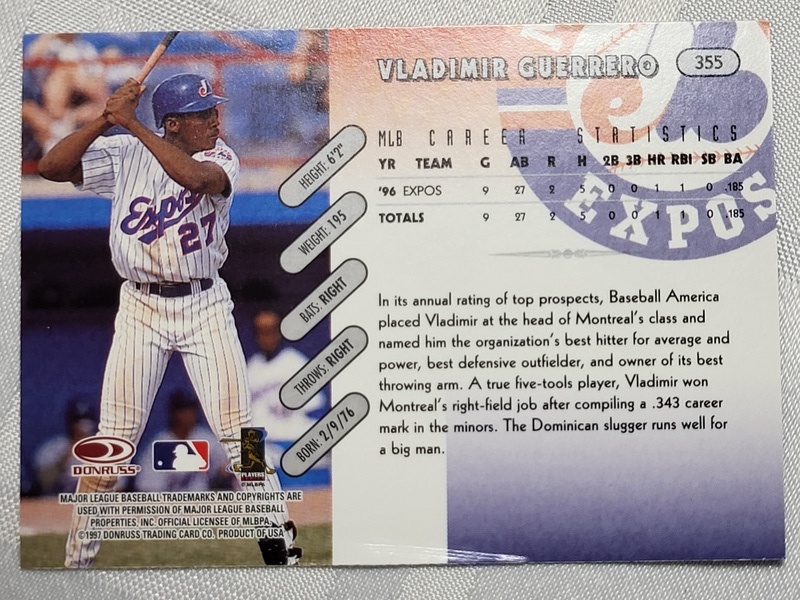 VLADIMIR GUERRERO
355
MLB CAREER STATISTICS
YR TEAM G AB R H 2B 3B HR RBI SB BA
'96 EXPOS 9 27 2 5 0 0 1 1 0 .185
TOTALS 9 27 2 5 0 0 1 1 0 .185
EXPOS
In its annual rating of top prospects, Baseball America
placed Vladimir at the head of Montreal's class and
named him the organization's best hitter for average and
power, best defensive outfielder, and owner of its best
throwing arm. A true five-tools player, Vladimir won
Montreal's right-field job after compiling a .343 career
mark in the minors. The Dominican slugger runs well for
a big man.
HEIGHT: 6'2"
WEIGHT: 195
BATS: RIGHT
THROWS: RIGHT
BORN: 2/9/76
Expos
27
DONRUSS
PLAYERS
MAJOR LEAGUE BASEBALL TRADEMARKS AND COPYRIGHTS ARE
USED WITH PERMISSION OF MAJOR LEAGUE BASEBALL
PROPERTIES, INC. OFFICIAL LICENSEE OF MLBPA.
©1997 DONRUSS TRADING CARD CO. PRODUCT OF USA